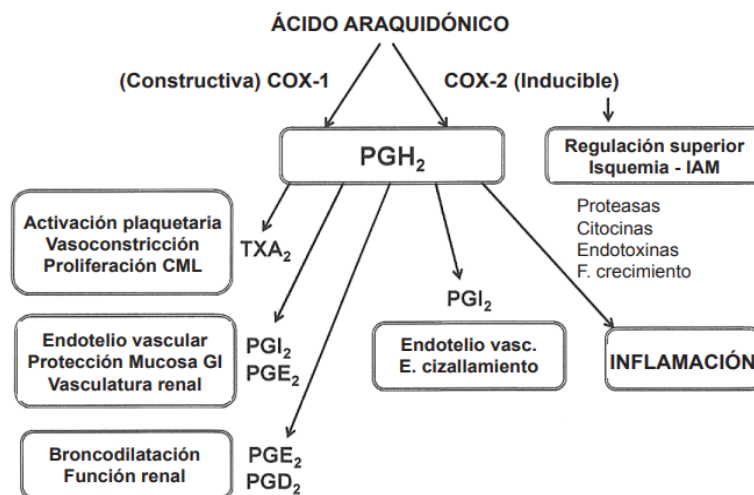 ÁCIDO ARAQUIDÓNICO
(Constructiva) COX-1
COX-2 (Inducible)
PGH₂
Regulación superior
Isquemia - IAM
Proteasas
Citocinas
Endotoxinas
F. crecimiento
Activación plaquetaria
Vasoconstricción
Proliferación CML
TXA₂
PGI₂
Endotelio vasc.
E. cizallamiento
INFLAMACIÓN
Endotelio vascular
Protección Mucosa GI
Vasculatura renal
PGI₂
PGE₂
Broncodilatación
Función renal
PGE₂
PGD₂